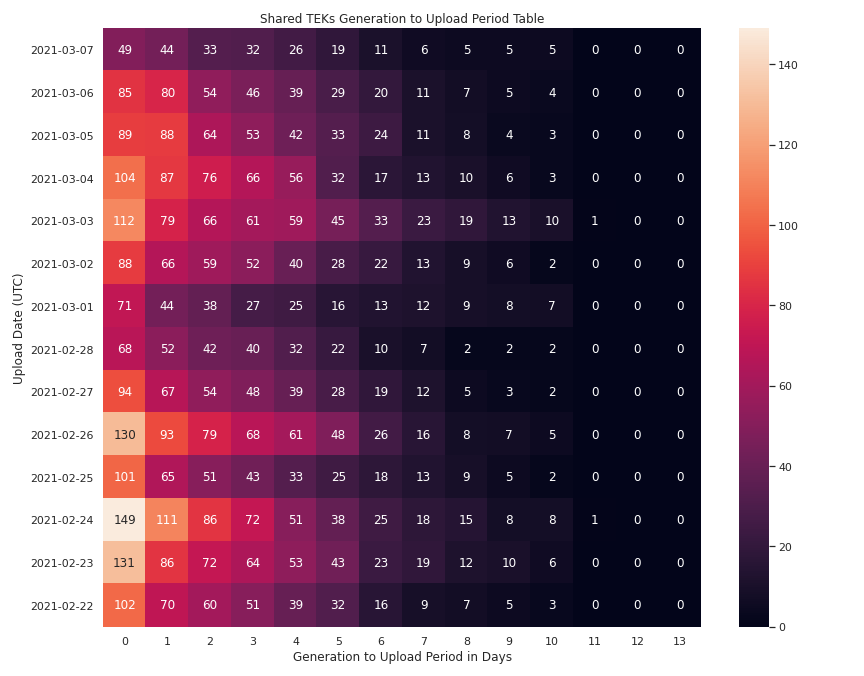 Shared TEKs Generation to Upload Period Table
2021-03-07 49 44 33 32 26 19 11 6 5 5 5 0 0 0
2021-03-06 85 80 54 46 39 29 20 11 7 5 4 0 0 0
2021-03-05 89 88 64 53 42 33 24 11 8 4 3 0 0 0
2021-03-04 104 87 76 66 56 32 17 13 10 6 3 0 0 0
2021-03-03 112 79 66 61 59 45 33 23 19 13 10 1 0 0
2021-03-02 88 66 59 52 40 28 22 13 9 6 2 0 0 0
2021-03-01 71 44 38 27 25 16 13 12 9 8 7 0 0 0
2021-02-28 68 52 42 40 32 22 10 7 2 2 2 0 0 0
2021-02-27 94 67 54 48 39 28 19 12 5 3 2 0 0 0
2021-02-26 130 93 79 68 61 48 26 16 8 7 5 0 0 0
2021-02-25 101 65 51 43 33 25 18 13 9 5 2 0 0 0
2021-02-24 149 111 86 72 51 38 25 18 15 8 8 1 0 0
2021-02-23 131 86 72 64 53 43 23 19 12 10 6 0 0 0
2021-02-22 102 70 60 51 39 32 16 9 7 5 3 0 0 0
0 1 2 3 4 5 6 7 8 9 10 11 12 13
Generation to Upload Period in Days
Upload Date (UTC)
140
120
100
80
60
40
20
0